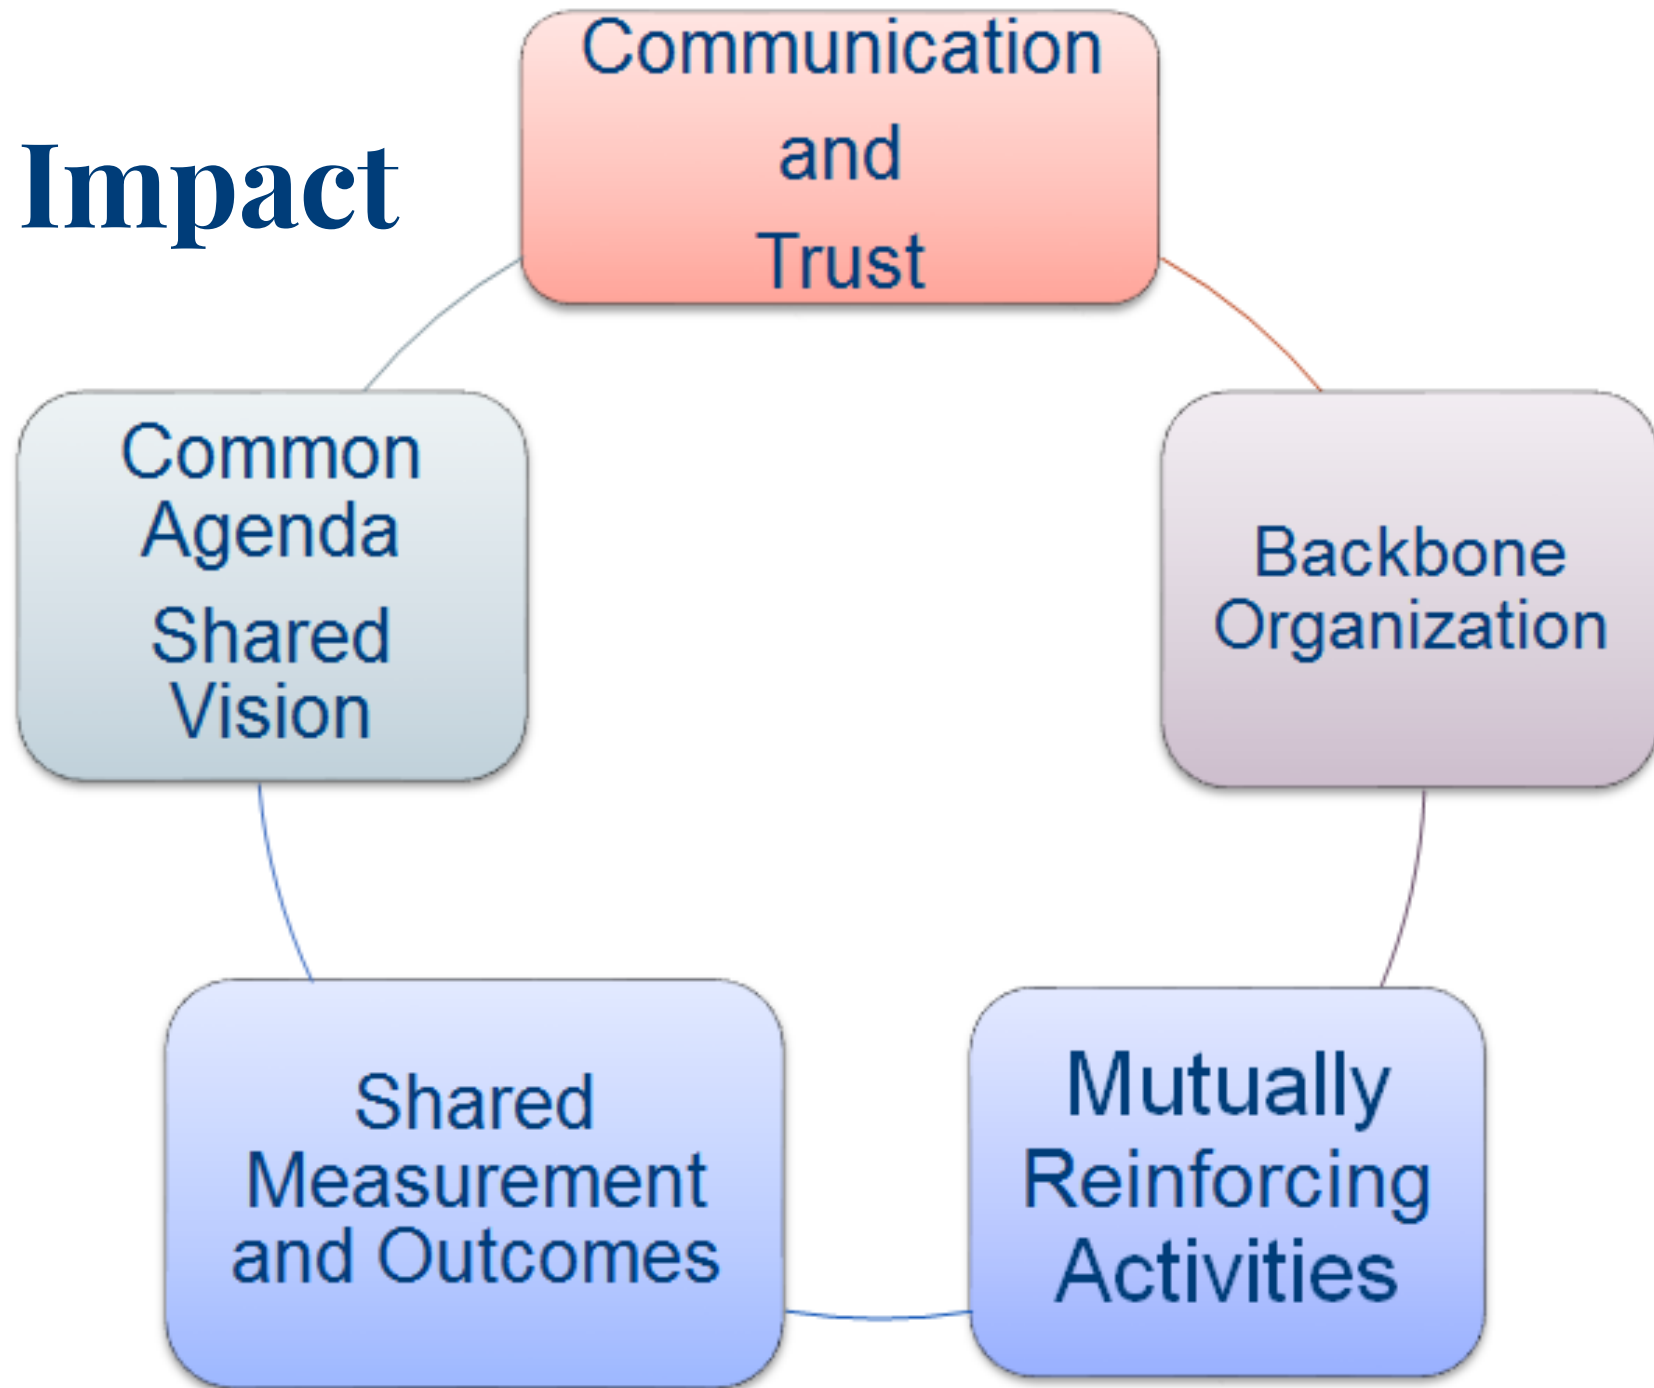 Impact
Communication
and
Trust
Common
Agenda
Shared
Vision
Backbone
Organization
Shared
Measurement
and Outcomes
Mutually
Reinforcing
Activities